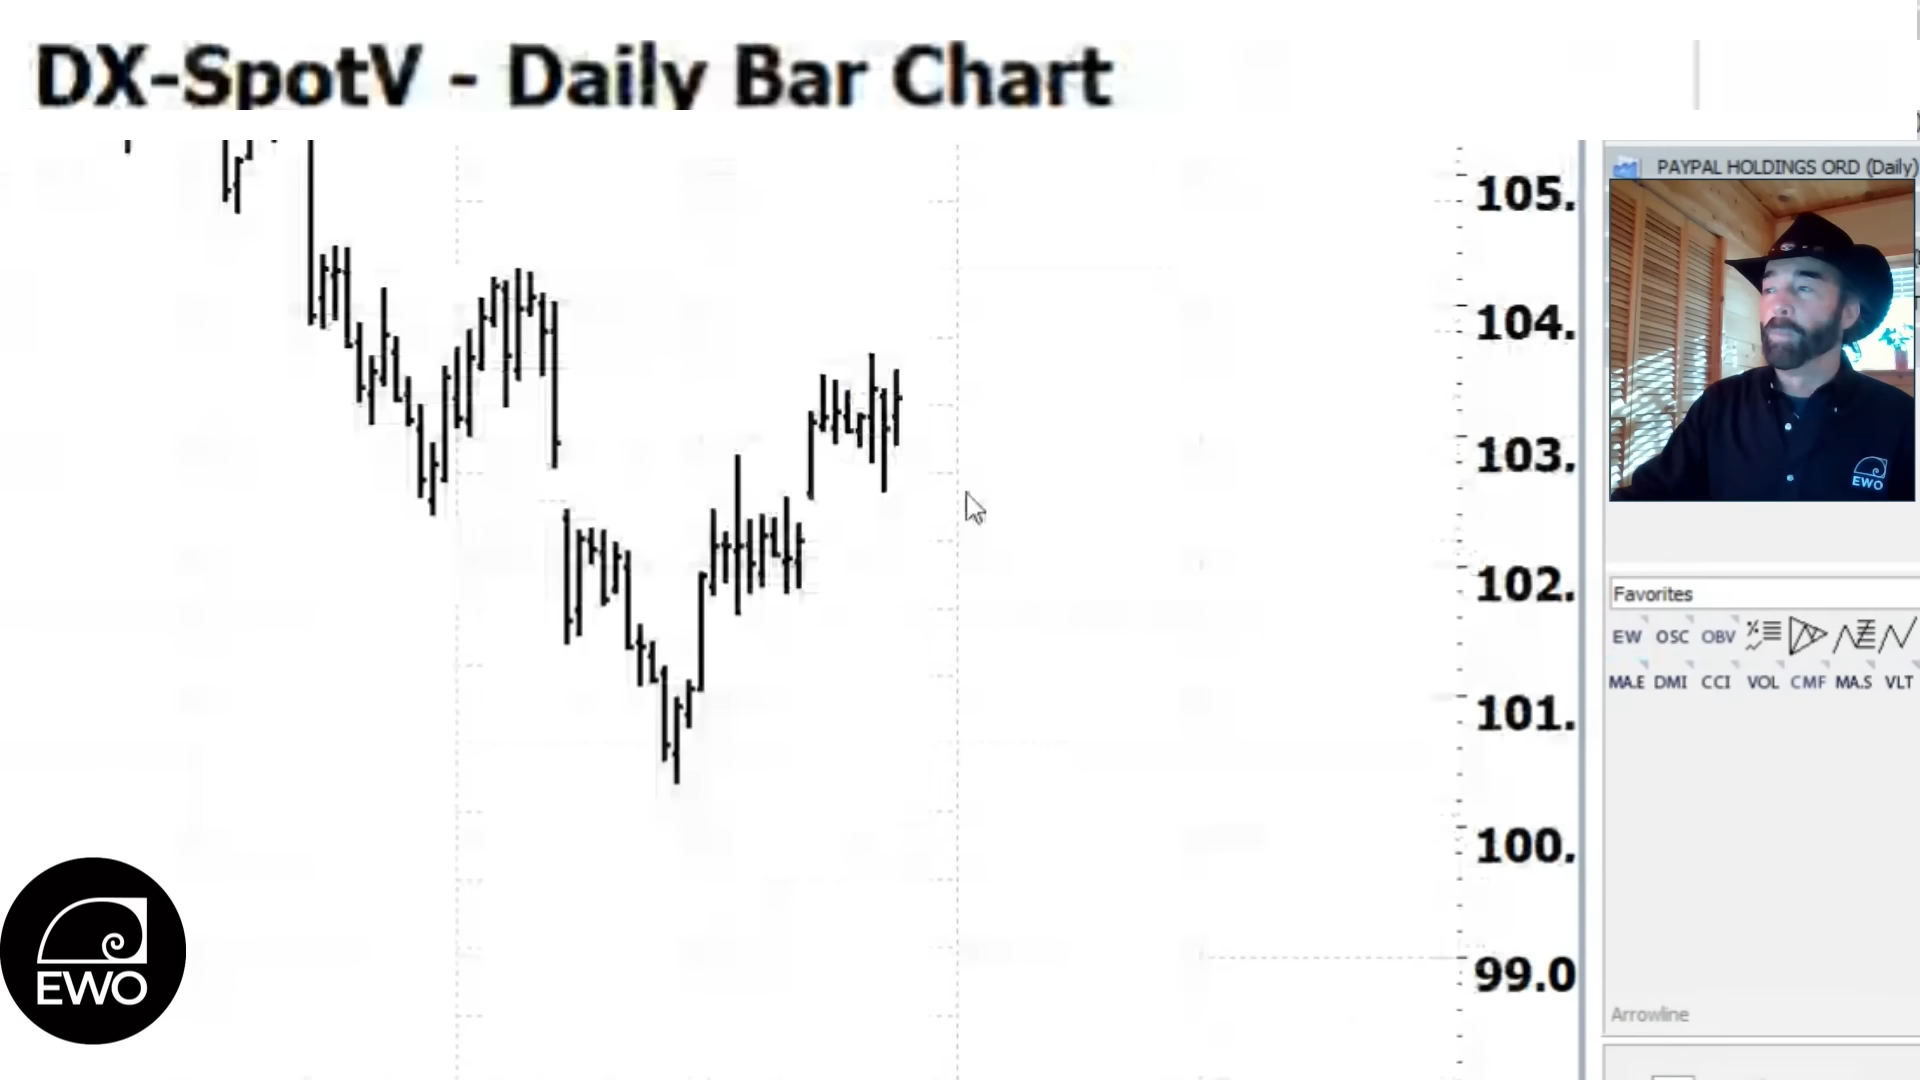 DX-SpotV - Daily Bar Chart
PAYPAL HOLDINGS ORD (Daily)
105.
104.
103.
102.
101.
100.
99.0
EWO
Favorites
EW OSC OBV
MA.E DMI CCI VOL CMF MA.S VLT
Arrowline
EWO